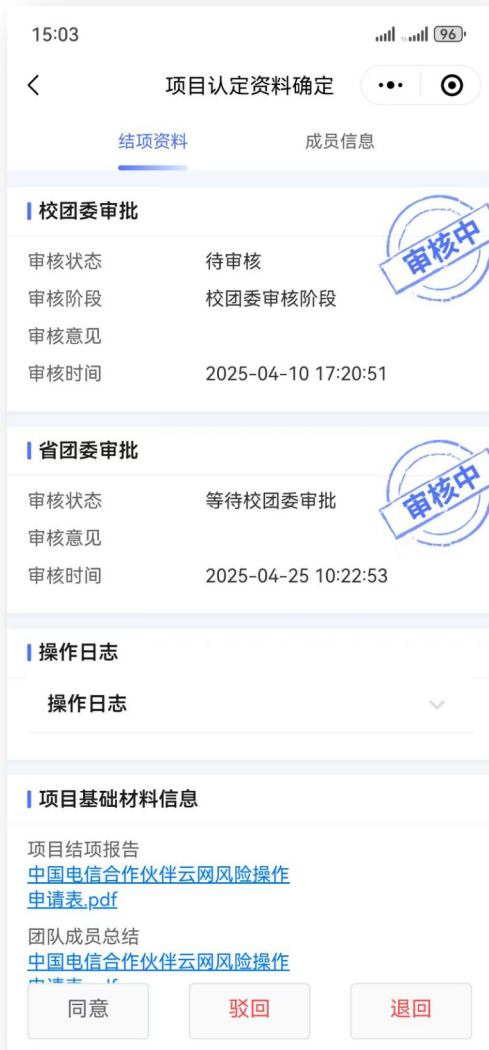 15:03
96
项目认定资料确定
结项资料 成员信息
校团委审批
审核中
审核状态 待审核
审核阶段 校团委审核阶段
审核意见
审核时间 2025-04-10 17:20:51
省团委审批
审核中
审核状态 等待校团委审批
审核意见
审核时间 2025-04-25 10:22:53
操作日志
操作日志
项目基础材料信息
项目结项报告
中国电信合作伙伴云网风险操作
申请表.pdf
团队成员总结
中国电信合作伙伴云网风险操作
同意 驳回 退回